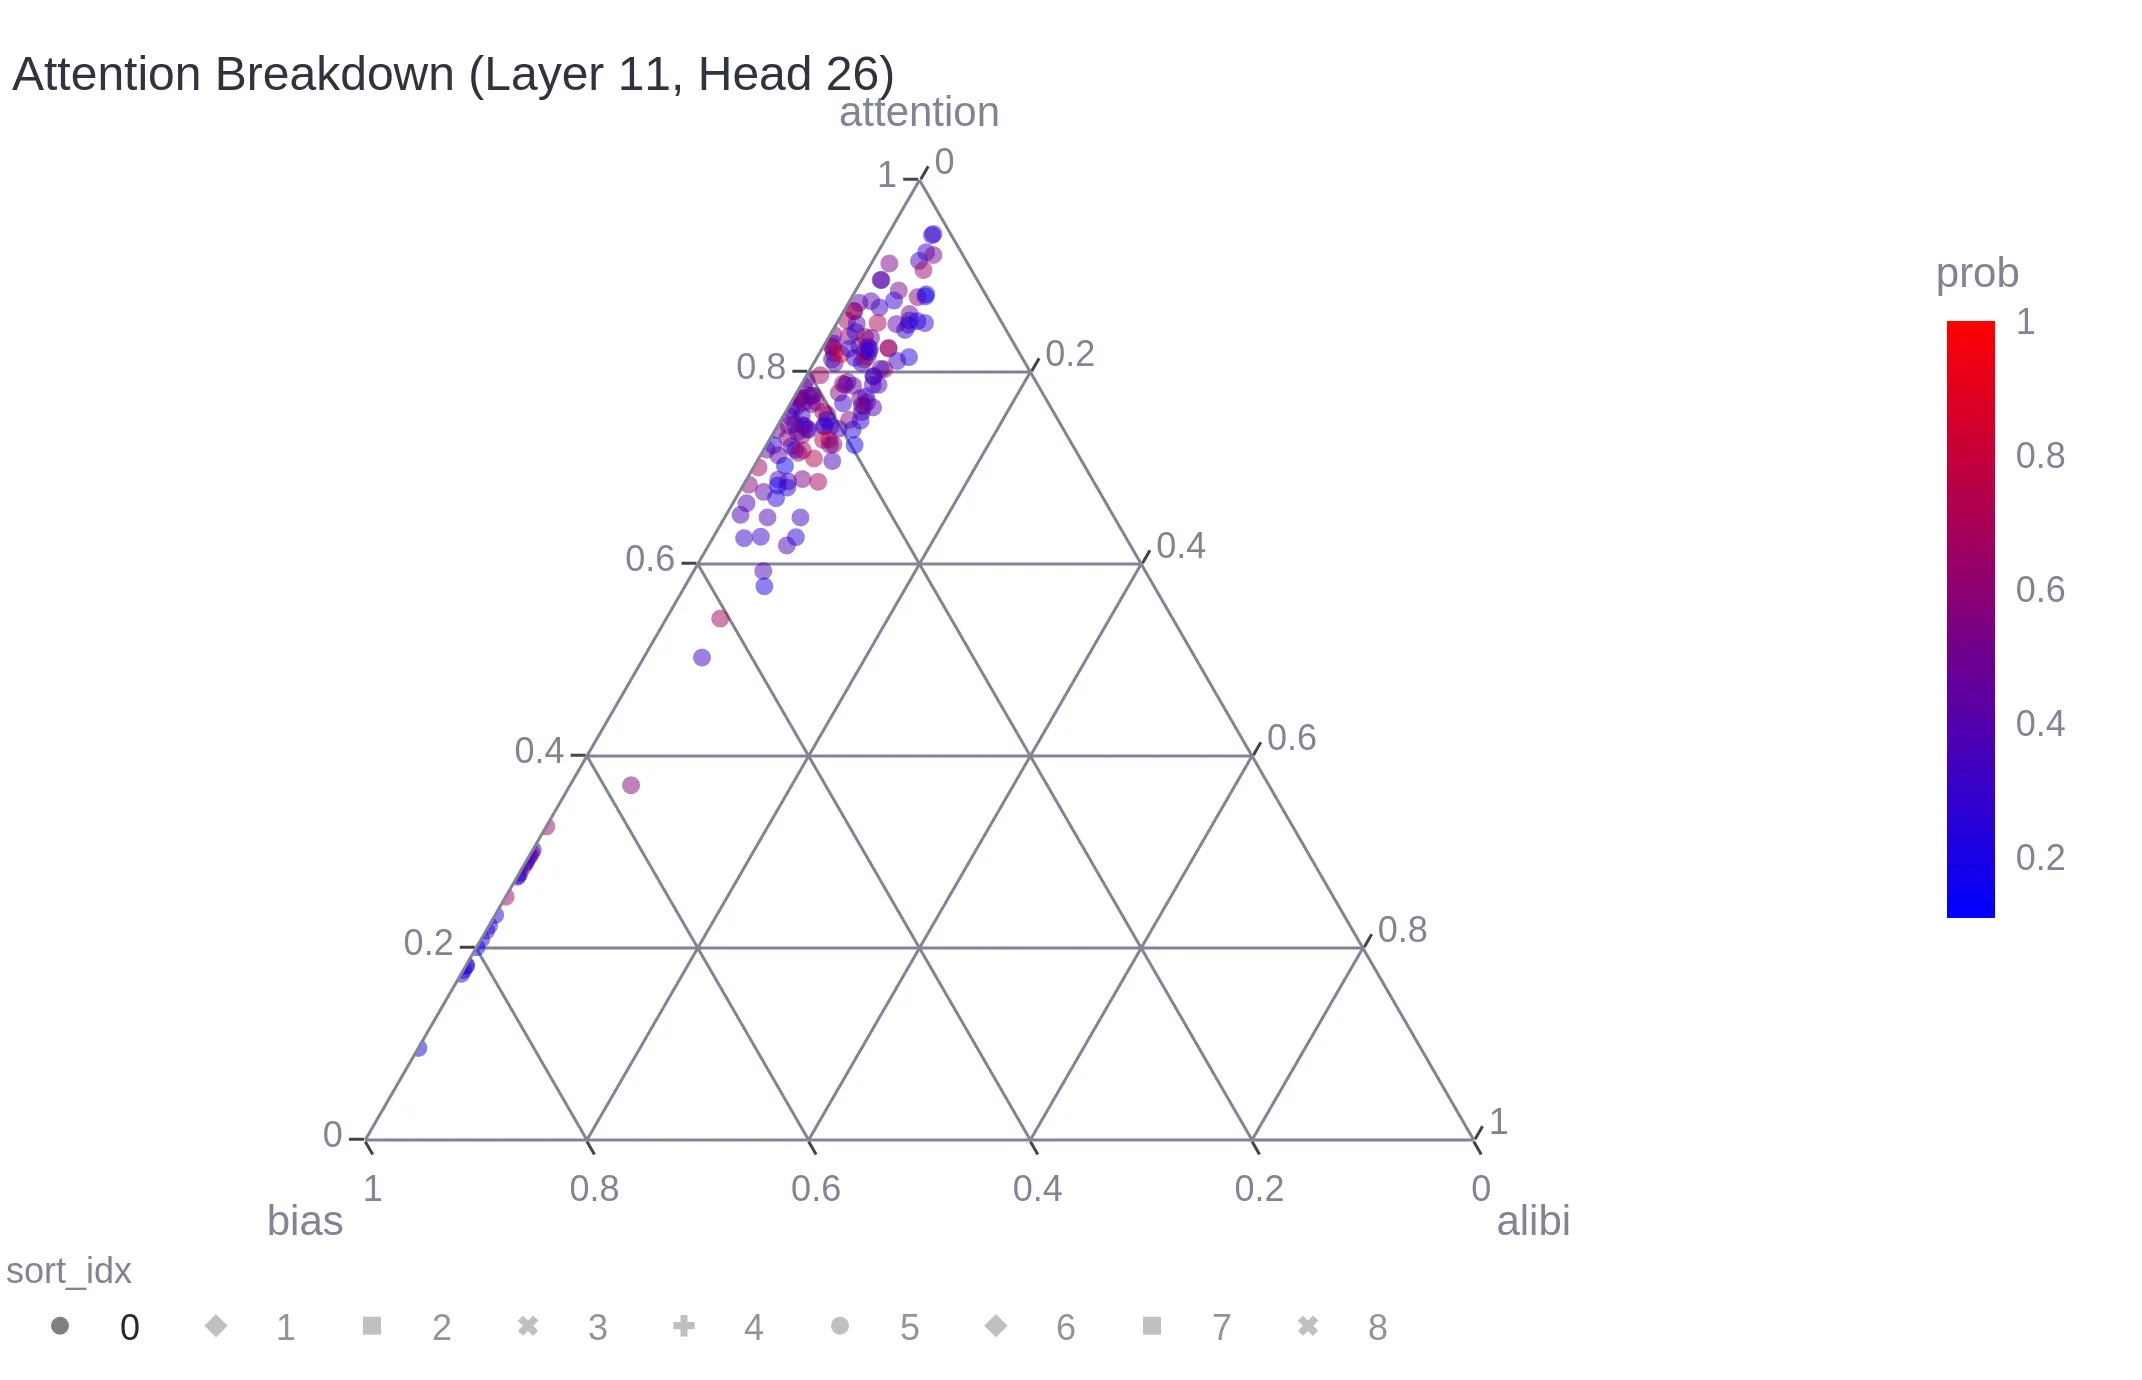 Attention Breakdown (Layer 11, Head 26)
attention
1 0
prob
1
0.8 0.2
0.8
0.6 0.4
0.6
0.4 0.6
0.4
0.2 0.8
0.2
0 1
1 0.8 0.6 0.4 0.2 0
bias alibi
sort_idx
0 1 2 3 4 5 6 7 8